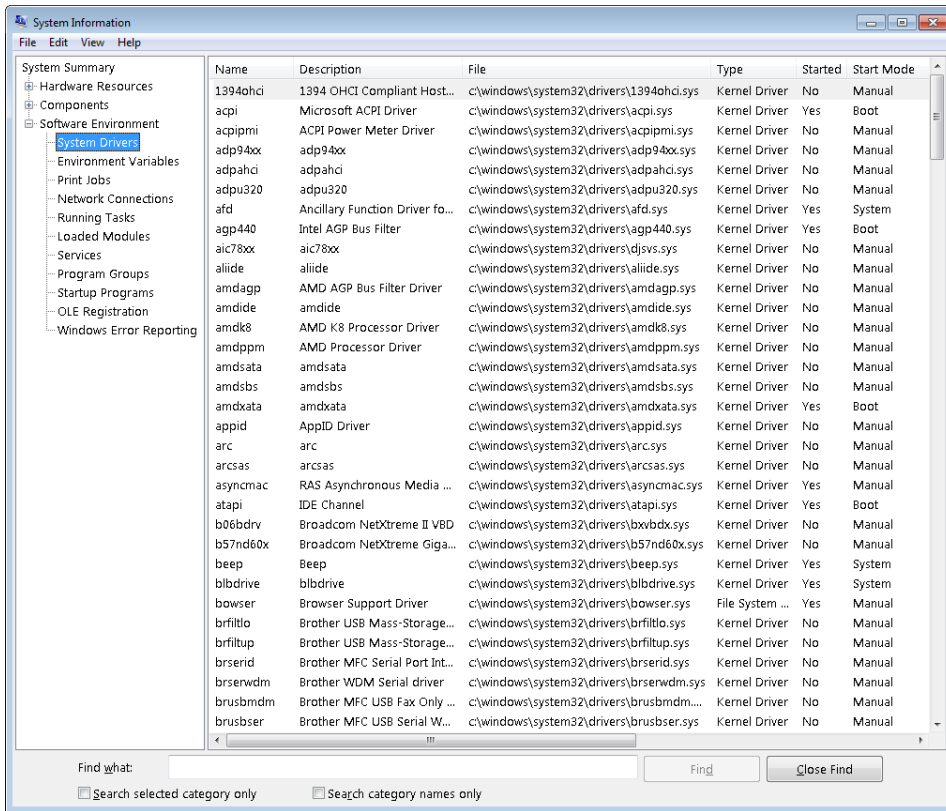 System Information
File Edit View Help
System Summary
Hardware Resources
Components
Software Environment
System Drivers
Environment Variables
Print Jobs
Network Connections
Running Tasks
Loaded Modules
Services
Program Groups
Startup Programs
OLE Registration
Windows Error Reporting
Name Description File Type Started Start Mode
1394ohci 1394 OHCI Compliant Host... c:\windows\system32\drivers\1394ohci.sys Kernel Driver No Manual
acpi Microsoft ACPI Driver c:\windows\system32\drivers\acpi.sys Kernel Driver Yes Boot
acpipmi ACPI Power Meter Driver c:\windows\system32\drivers\acpipmi.sys Kernel Driver No Manual
adp94xx adp94xx c:\windows\system32\drivers\adp94xx.sys Kernel Driver No Manual
adpahci adpahci c:\windows\system32\drivers\adpahci.sys Kernel Driver No Manual
adpu320 adpu320 c:\windows\system32\drivers\adpu320.sys Kernel Driver No Manual
afd Ancillary Function Driver fo... c:\windows\system32\drivers\afd.sys Kernel Driver Yes System
agp440 Intel AGP Bus Filter c:\windows\system32\drivers\agp440.sys Kernel Driver Yes Boot
aic78xx aic78xx c:\windows\system32\drivers\djsvs.sys Kernel Driver No Manual
aliide aliide c:\windows\system32\drivers\aliide.sys Kernel Driver No Manual
amdagp AMD AGP Bus Filter Driver c:\windows\system32\drivers\amdagp.sys Kernel Driver No Manual
amdide amdide c:\windows\system32\drivers\amdide.sys Kernel Driver No Manual
amdk8 AMD K8 Processor Driver c:\windows\system32\drivers\amdk8.sys Kernel Driver No Manual
amdppm AMD Processor Driver c:\windows\system32\drivers\amdppm.sys Kernel Driver No Manual
amdsata amdsata c:\windows\system32\drivers\amdsata.sys Kernel Driver No Manual
amdsbs amdsbs c:\windows\system32\drivers\amdsbs.sys Kernel Driver No Manual
amdxata amdxata c:\windows\system32\drivers\amdxata.sys Kernel Driver Yes Boot
appid AppID Driver c:\windows\system32\drivers\appid.sys Kernel Driver No Manual
arc arc c:\windows\system32\drivers\arc.sys Kernel Driver No Manual
arcsas arcsas c:\windows\system32\drivers\arcsas.sys Kernel Driver No Manual
asyncmac RAS Asynchronous Media ... c:\windows\system32\drivers\asyncmac.sys Kernel Driver Yes Manual
atapi IDE Channel c:\windows\system32\drivers\atapi.sys Kernel Driver Yes Boot
b06bdrv Broadcom NetXtreme II VBD c:\windows\system32\drivers\bxvbdx.sys Kernel Driver No Manual
b57nd60x Broadcom NetXtreme Giga... c:\windows\system32\drivers\b57nd60x.sys Kernel Driver No Manual
beep Beep c:\windows\system32\drivers\beep.sys Kernel Driver Yes System
blbdrive blbdrive c:\windows\system32\drivers\blbdrive.sys Kernel Driver Yes System
bowser Browser Support Driver c:\windows\system32\drivers\bowser.sys File System ... Yes Manual
brfiltlo Brother USB Mass-Storage... c:\windows\system32\drivers\brfiltlo.sys Kernel Driver No Manual
brfiltup Brother USB Mass-Storage... c:\windows\system32\drivers\brfiltup.sys Kernel Driver No Manual
brserid Brother MFC Serial Port Int... c:\windows\system32\drivers\brserid.sys Kernel Driver No Manual
brserwdm Brother WDM Serial driver c:\windows\system32\drivers\brserwdm.sys Kernel Driver No Manual
brusbmdm Brother MFC USB Fax Only ... c:\windows\system32\drivers\brusbmdm.... Kernel Driver No Manual
brusbser Brother MFC USB Serial W... c:\windows\system32\drivers\brusbser.sys Kernel Driver No Manual
Find what: Find Close Find
Search selected category only Search category names only